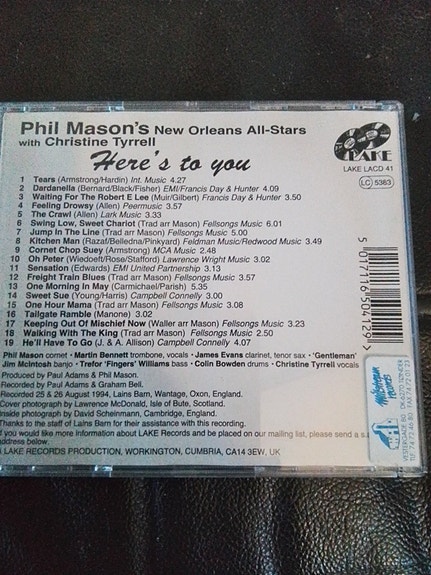 Phil Mason's New Orleans All-Stars
with Christine Tyrrell
Here's to you
LAKE
LAKE LACD 41
LC 5363
1 Tears (Armstrong/Hardin) Int. Music 4.27
2 Dardanella (Bernard/Black/Fisher) EMI/Francis Day & Hunter 4.09
3 Waiting For The Robert E Lee (Muir/Gilbert) Francis Day & Hunter 3.50
4 Feeling Drowsy (Allen) Peermusic 3.57
5 The Crawl (Allen) Lark Music 3.33
6 Swing Low, Sweet Charlot (Trad arr Mason) Fellsongs Music 6.01
7 Jump In The Line (Trad arr Mason) Fellsongs Music 5.00
8 Kitchen Man (Razaf/Belledna/Pinkyard) Feldman Music/Redwood Music 3.49
9 Cornet Chop Suey (Armstrong) MCA Music 2.48
10 Oh Peter (Wiedoeft/Rose/Stafford) Lawrence Wright Music 3.02
11 Sensation (Edwards) EMI United Partnership 3.13
12 Freight Train Blues (Trad arr Mason) Fellsongs Music 3.57
13 One Morning In May (Carmichael/Parish) 5.35
14 Sweet Sue (Young/Harris) Campbell Connelly 3.00
15 One Hour Mama (Trad arr Mason) Fellsongs Music 3.08
16 Tailgate Ramble (Manone) 3.02
17 Keeping Out Of Mischief Now (Waller arr Mason) Fellsongs Music 3.23
18 Walking With The King (Trad arr Mason) Fellsongs Music 2.50
19 He'll Have To Go (J. & A. Allison) Campbell Connelly 4.07
5 017116 504129 >
Phil Mason cornet · Martin Bennett trombone, vocals · James Evans clarinet, tenor sax · 'Gentleman'
Jim McIntosh banjo · Trefor 'Fingers' Williams bass · Colin Bowden drums · Christine Tyrrell vocals
Produced by Paul Adams & Phil Mason.
Recorded by Paul Adams & Graham Bell.
Recorded 25 & 26 August 1994, Lains Barn, Wantage, Oxon, England.
Cover photograph by Lawrence McDonald, Isle of Bute, Scotland.
Inside photograph by David Scheinmann, Cambridge, England.
Thanks to the staff of Lains Barn for their assistance with this recording.
you would like more information about LAKE Records and be placed on our mailing list, please send a
address below.
LAKE RECORDS PRODUCTION, WORKINGTON, CUMBRIA, CA14 3EW, UK